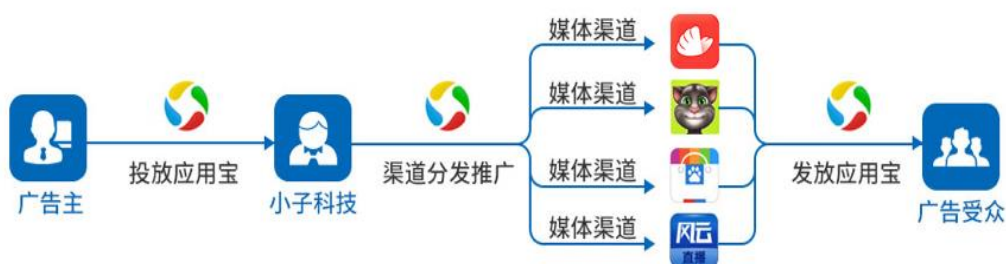 媒体渠道
媒体渠道
媒体渠道
媒体渠道
风云
直播
投放应用宝
渠道分发推广
发放应用宝
广告主
小子科技
广告受众